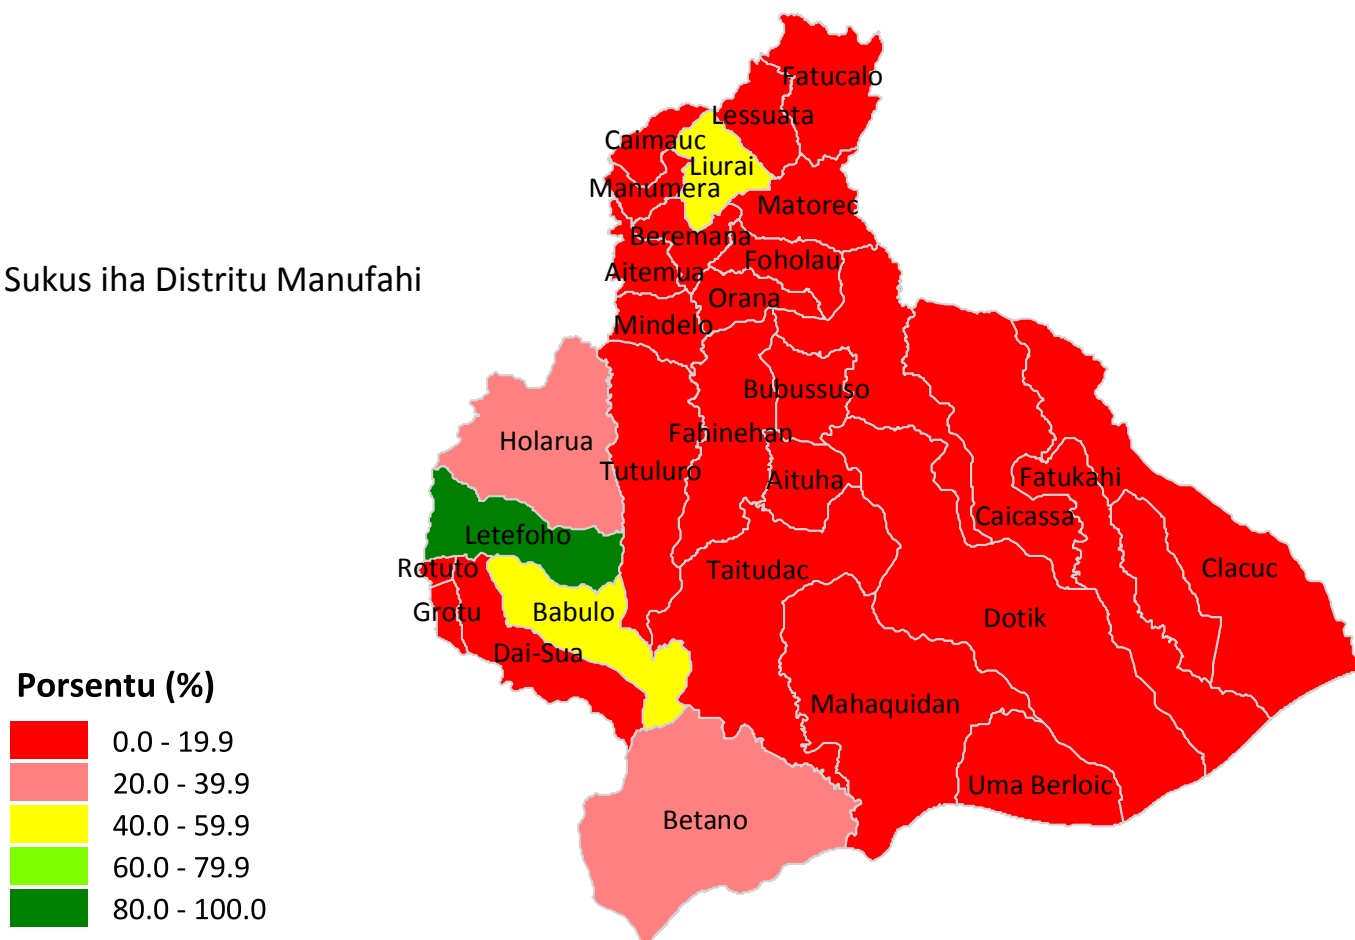 Fatucalo
Lessuata
Caimauc
Liurai
Manumera
Matorec
Beremana
Foholau
Aitemua
Sukus iha Distritu Manufahi
Orana
Mindelo
Bubussuso
Fahinehan
Holarua
Tutuluro
Aituha
Fatukahi
Caicassa
Letefoho
Rotuto
Taitudac
Clacuc
Grotu
Babulo
Dotik
Dai-Sua
Porsentu (%)
Mahaquidan
0.0 - 19.9
20.0 - 39.9
Uma Berloic
Betano
40.0 - 59.9
60.0 - 79.9
80.0 - 100.0